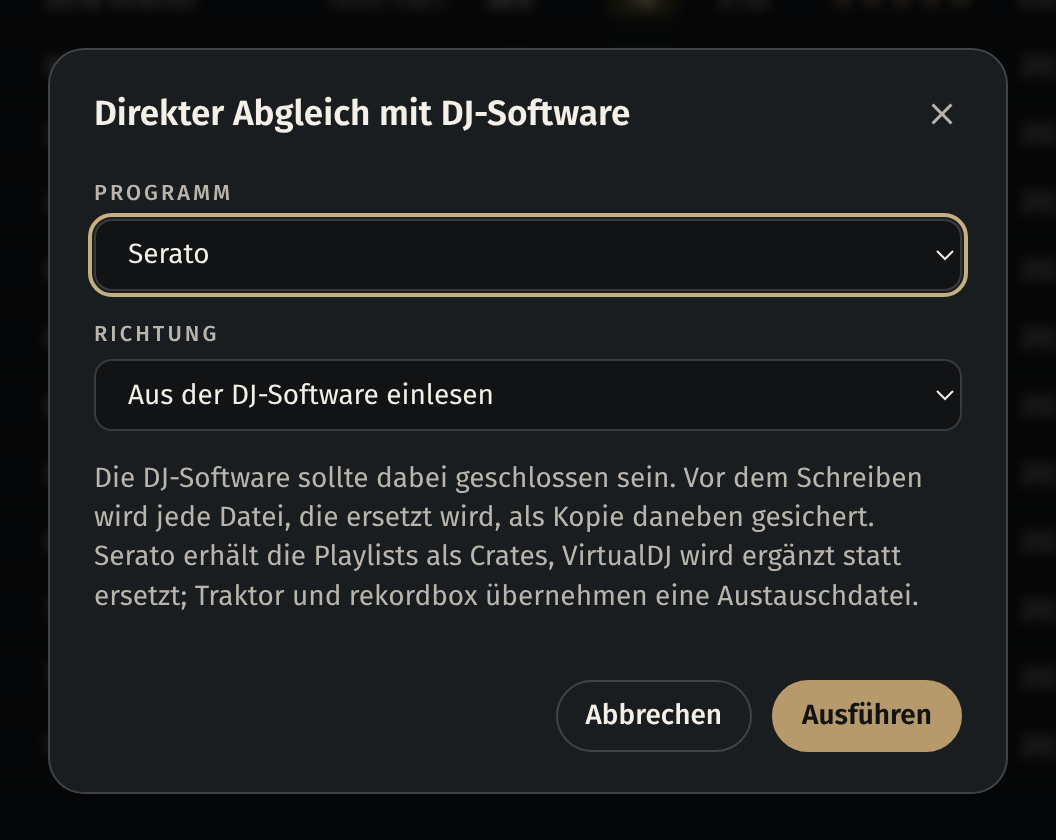 Direkter Abgleich mit DJ-Software
PROGRAMM
Serato
RICHTUNG
Aus der DJ-Software einlesen
Die DJ-Software sollte dabei geschlossen sein. Vor dem Schreiben
wird jede Datei, die ersetzt wird, als Kopie daneben gesichert.
Serato erhält die Playlists als Crates, VirtualDJ wird ergänzt statt
ersetzt; Traktor und rekordbox übernehmen eine Austauschdatei.
Abbrechen
Ausführen